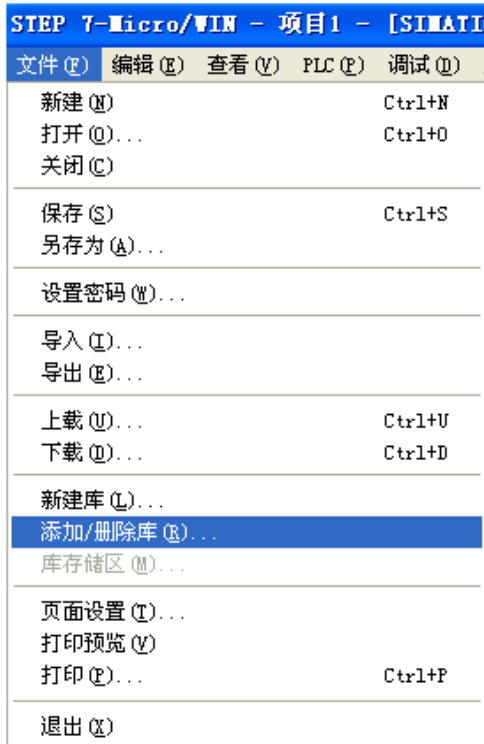 STEP 7-Micro/WIN - 项目1 - [SIMATI
文件(F) 编辑(E) 查看(V) PLC(P) 调试(D)
新建(N) Ctrl+N
打开(O)... Ctrl+O
关闭(C)
保存(S) Ctrl+S
另存为(A)...
设置密码(W)...
导入(I)...
导出(E)...
上载(U)... Ctrl+U
下载(D)... Ctrl+D
新建库(L)...
添加/删除库(R)...
库存储区(M)...
页面设置(T)...
打印预览(V)
打印(P)... Ctrl+P
退出(X)